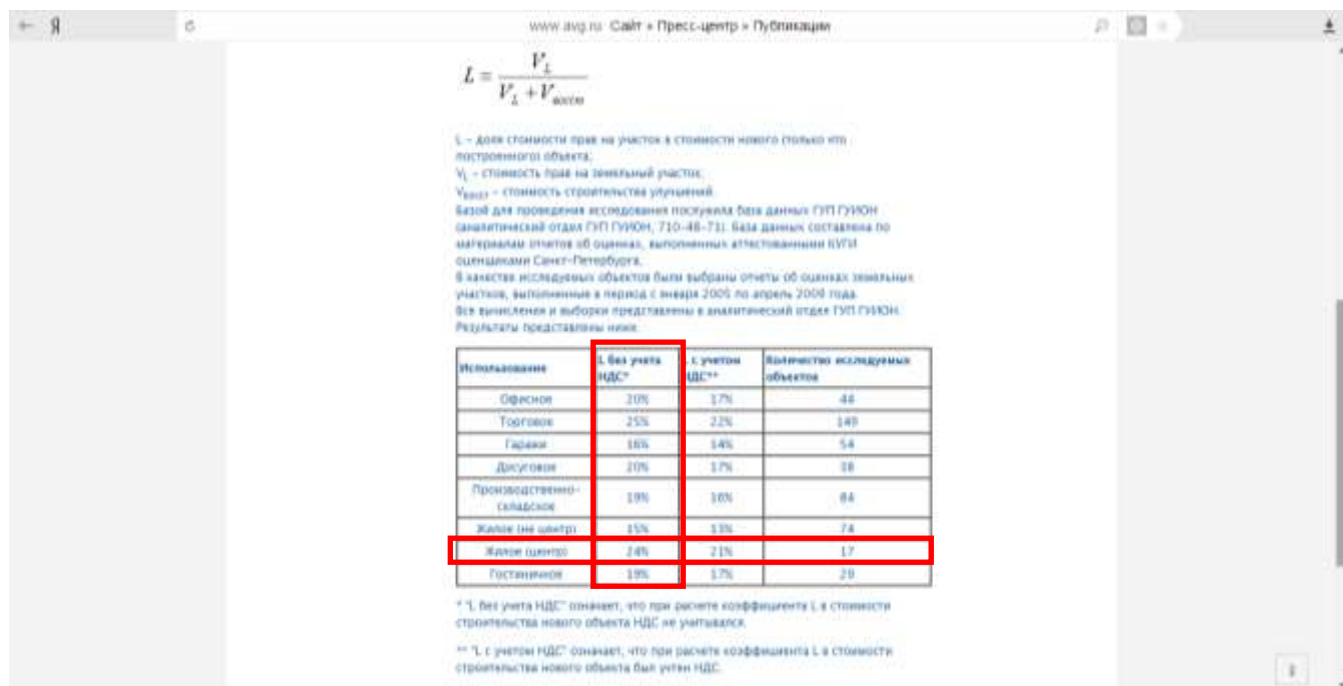 ← Я www.avg.ru Сайт » Пресс-центр » Публикации
L = V_L / (V_L + V_восст)
L – доля стоимости прав на участок в стоимости нового (только что
построенного) объекта;
V_L – стоимость прав на земельный участок;
V_восст – стоимость строительства улучшений.
Базой для проведения исследования послужила база данных ГУП ГУИОН
(аналитический отдел ГУП ГУИОН, 710-48-71). База данных составлена по
материалам отчетов об оценках, выполненных аттестованными КУГИ
оценщиками Санкт-Петербурга.
В качестве исследуемых объектов были выбраны отчеты об оценках земельных
участков, выполненные в период с января 2005 по апрель 2009 года.
Все вычисления и выборки представлены в аналитический отдел ГУП ГУИОН.
Результаты представлены ниже.
Использование L без учета НДС* L с учетом НДС** Количество исследуемых объектов
Офисное 20% 17% 44
Торговое 25% 22% 149
Гаражи 16% 14% 54
Досуговое 20% 17% 38
Производственно-складское 19% 16% 84
Жилое (не центр) 15% 13% 74
Жилое (центр) 24% 21% 17
Гостиничное 19% 17% 29
* "L без учета НДС" означает, что при расчете коэффициента L в стоимости
строительства нового объекта НДС не учитывался.
** "L с учетом НДС" означает, что при расчете коэффициента L в стоимости
строительства нового объекта был учтен НДС.